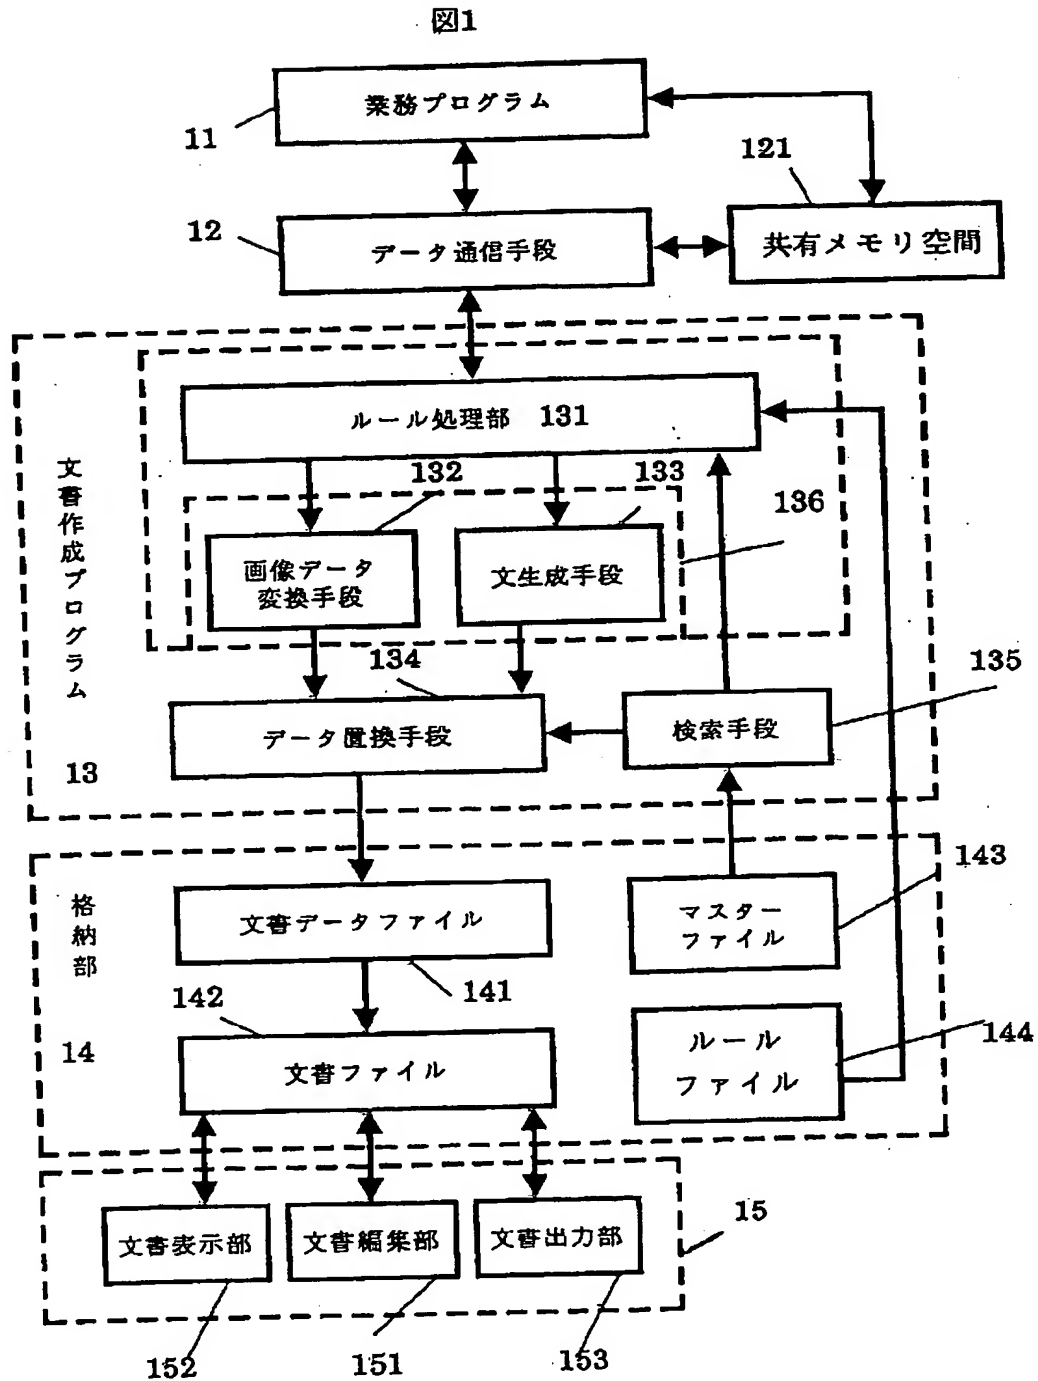 図1
業務プログラム
11
121
12
データ通信手段
共有メモリ空間
ルール処理部 131
132
133
136
画像データ
変換手段
文生成手段
文書作成プログラム
13
134
135
データ置換手段
検索手段
格納部
14
143
文書データファイル
マスター
ファイル
141
142
144
文書ファイル
ルール
ファイル
15
文書表示部
文書編集部
文書出力部
152
151
153